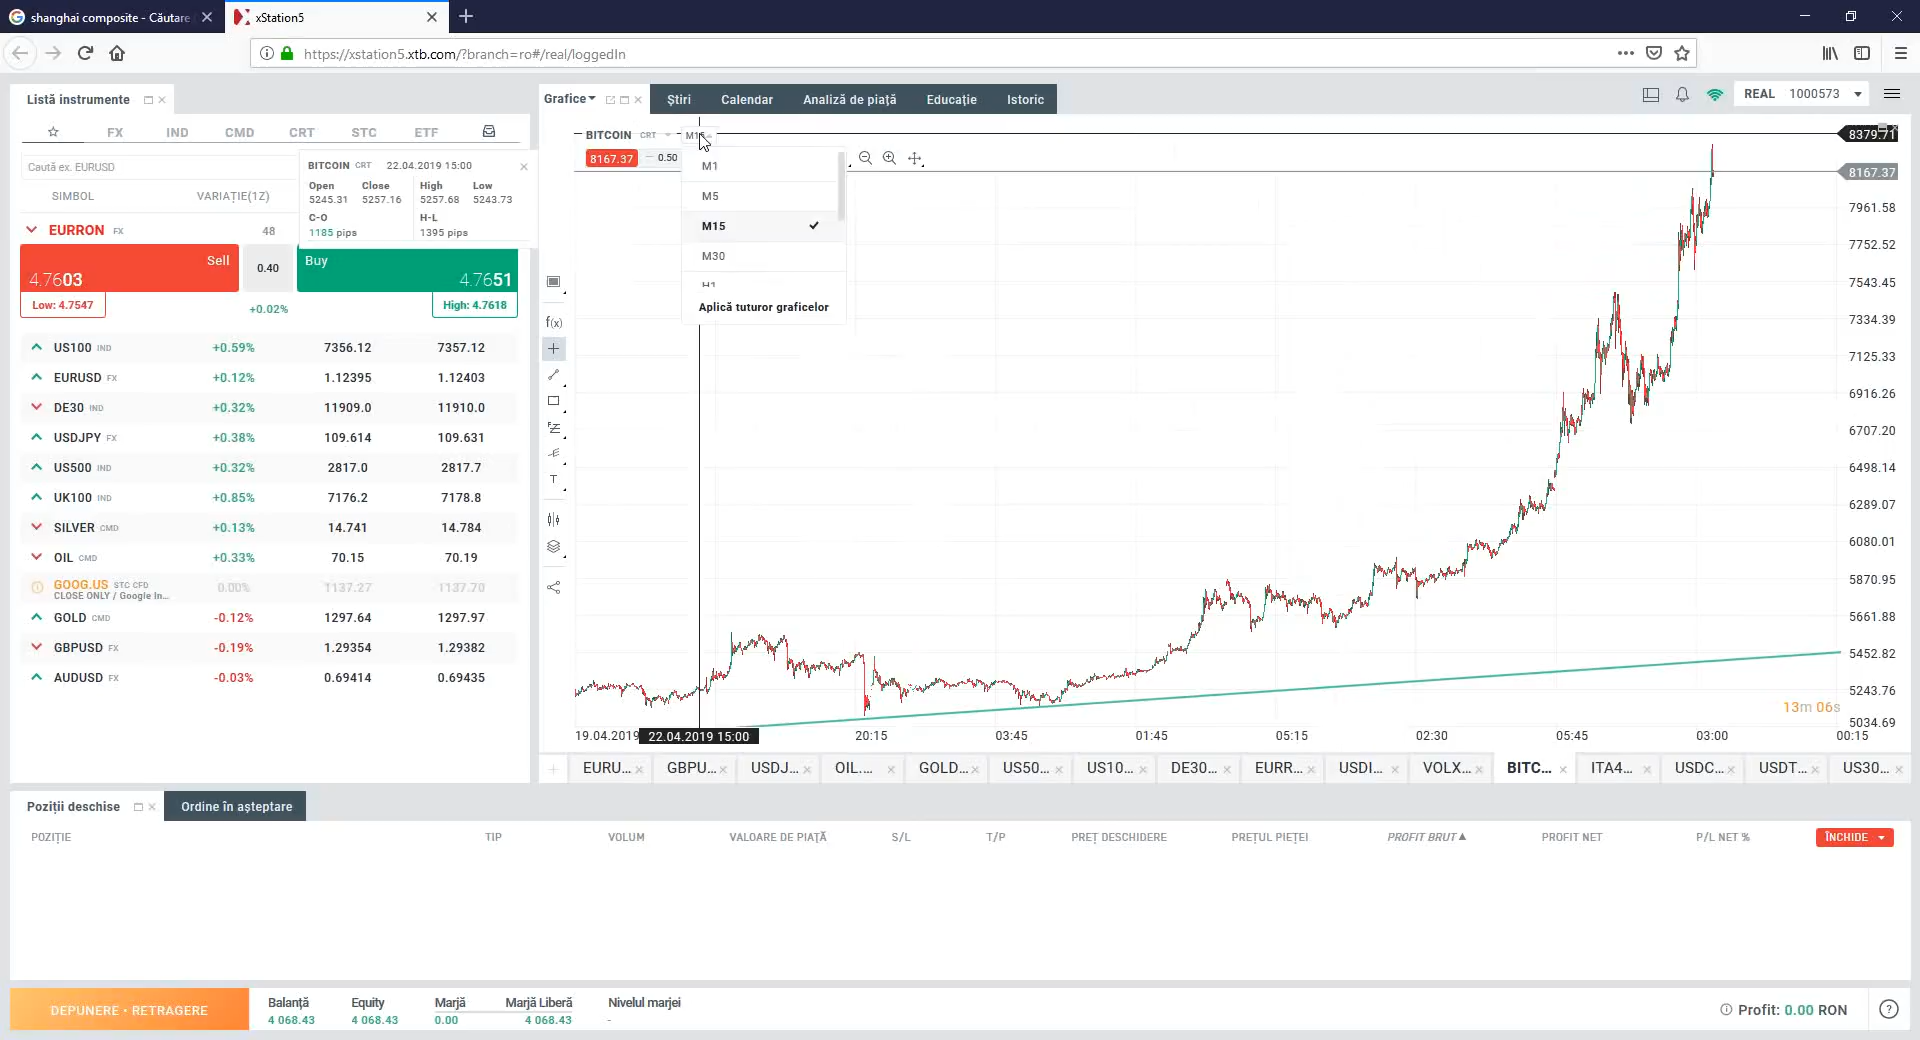 shanghai composite - Căutare
xStation5
https://xstation5.xtb.com/?branch=ro#/real/loggedIn
Listă instrumente
Grafice
Știri
Calendar
Analiză de piață
Educație
Istoric
REAL 1000573
FX IND CMD CRT STC ETF
Caută ex. EURUSD
SIMBOL VARIAȚIE(1Z)
BITCOIN CRT 22.04.2019 15:00
Open Close High Low
5245.31 5257.16 5257.68 5243.73
C-O H-L
1185 pips 1395 pips
EURRON FX 48
Sell
4.7603
0.40
Buy
4.7651
Low: 4.7547
+0.02%
High: 4.7618
US100 IND +0.59% 7356.12 7357.12
EURUSD FX +0.12% 1.12395 1.12403
DE30 IND +0.32% 11909.0 11910.0
USDJPY FX +0.38% 109.614 109.631
US500 IND +0.32% 2817.0 2817.7
UK100 IND +0.85% 7176.2 7178.8
SILVER CMD +0.13% 14.741 14.784
OIL CMD +0.33% 70.15 70.19
GOOG.US STC CFD 0.00% 1137.27 1137.70
CLOSE ONLY / Google In...
GOLD CMD -0.12% 1297.64 1297.97
GBPUSD FX -0.19% 1.29354 1.29382
AUDUSD FX -0.03% 0.69414 0.69435
BITCOIN CRT
8167.37 0.50
M1
M5
M15
M30
H1
Aplică tuturor graficelor
f(x)
T
8379.71
8167.37
7961.58
7752.52
7543.45
7334.39
7125.33
6916.26
6707.20
6498.14
6289.07
6080.01
5870.95
5661.88
5452.82
5243.76
5034.69
13m 06s
19.04.2019 22.04.2019 15:00 20:15 03:45 01:45 05:15 02:30 05:45 03:00 00:15
EURU... GBPU... USDJ... OIL.... GOLD... US50... US10... DE30... EURR... USDI... VOLX... BITC... ITA4... USDC... USDT... US30...
Poziții deschise
Ordine în așteptare
POZIȚIE TIP VOLUM VALOARE DE PIAȚĂ S/L T/P PREȚ DESCHIDERE PREȚUL PIEȚEI PROFIT BRUT PROFIT NET P/L NET % ÎNCHIDE
DEPUNERE • RETRAGERE
Balanță Equity Marjă Marjă Liberă Nivelul marjei
4 068.43 4 068.43 0.00 4 068.43 -
Profit: 0.00 RON